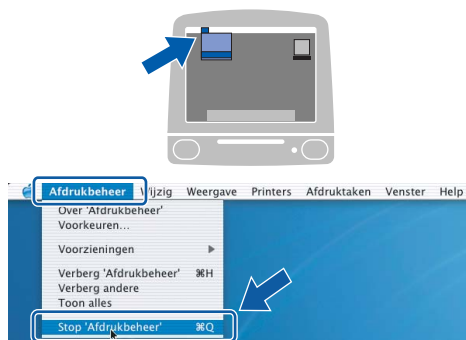 Afdrukbeheer Wijzig Weergave Printers Afdruktaken Venster Help
Over 'Afdrukbeheer'
Voorkeuren...
Voorzieningen ▶
Verberg 'Afdrukbeheer' ⌘H
Verberg andere
Toon alles
Stop 'Afdrukbeheer' ⌘Q